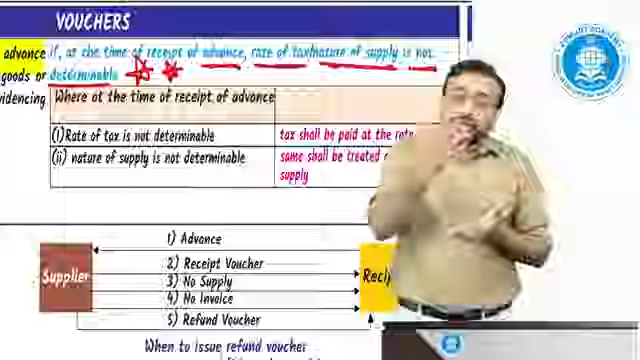 VOUCHERS
advance if, at the time of receipt of advance, rate of tax/nature of supply is not
goods or determinable
videncing Where at the time of receipt of advance
(i)Rate of tax is not determinable tax shall be paid at the rate
(ii) nature of supply is not determinable same shall be treated
supply
1) Advance
2) Receipt Voucher
Supplier
3) No Supply
4) No Invoice
5) Refund Voucher
When to issue refund voucher